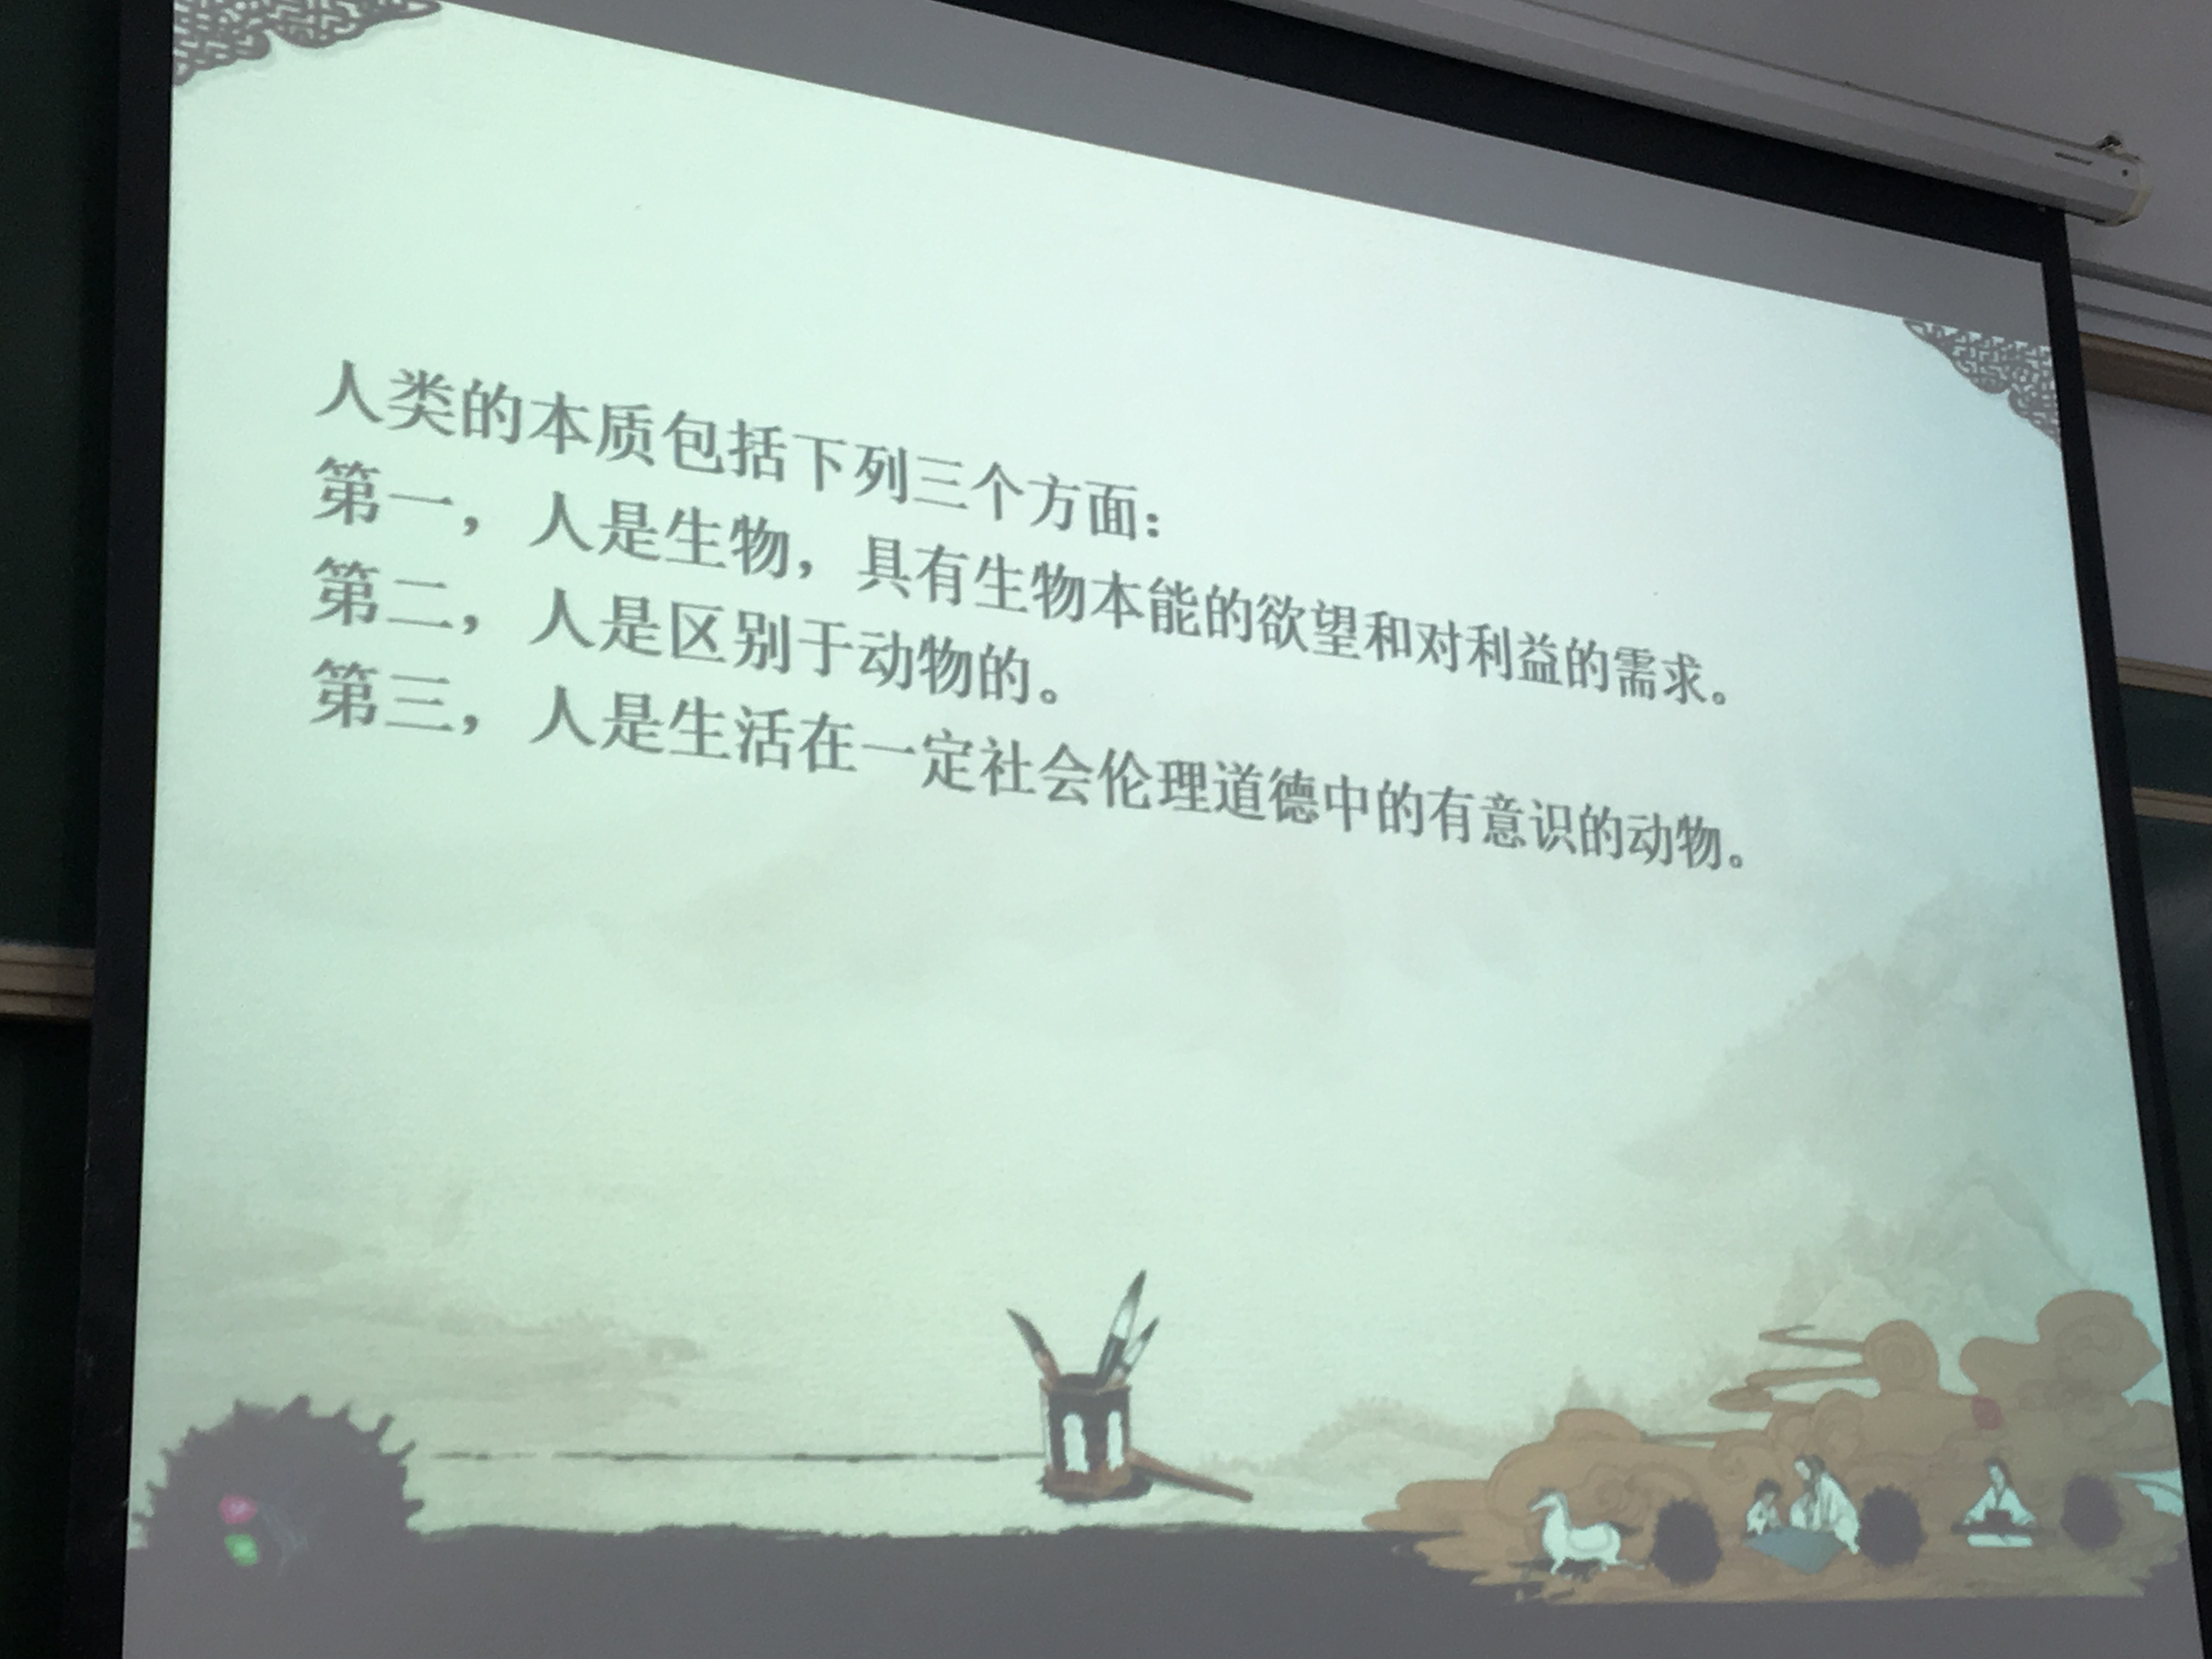 人类的本质包括下列三个方面：
第一，人是生物，具有生物本能的欲望和对利益的需求。
第二，人是区别于动物的。
第三，人是生活在一定社会伦理道德中的有意识的动物。